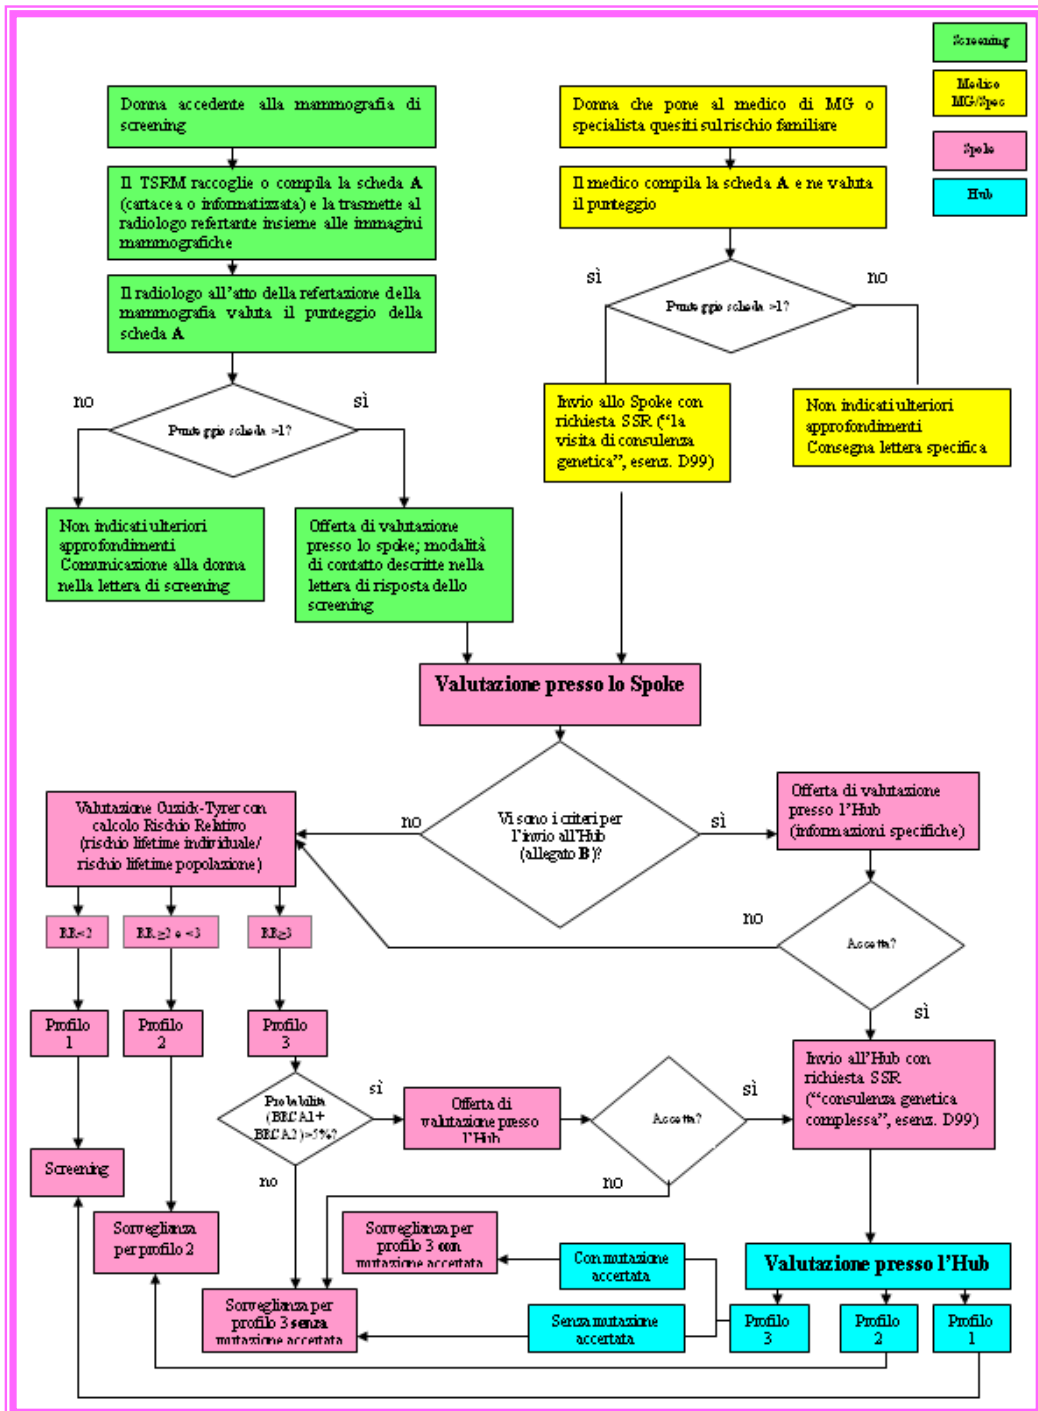 Screening
Medico
MG/Spec
Spoke
Hub
Donna accedente alla mammografia di
screening
Il TSRM raccoglie o compila la scheda A
(cartacea o informatizzata) e la trasmette al
radiologo refertante insieme alle immagini
mammografiche
Il radiologo all'atto della refertazione della
mammografia valuta il punteggio della
scheda A
no
sì
Punteggio scheda >1?
Non indicati ulteriori
approfondimenti
Comunicazione alla donna
nella lettera di screening
Offerta di valutazione
presso lo spoke; modalità
di contatto descritte nella
lettera di risposta dello
screening
Donna che pone al medico di MG o
specialista quesiti sul rischio familiare
Il medico compila la scheda A e ne valuta
il punteggio
sì
no
Punteggio scheda >1?
Invio allo Spoke con
richiesta SSR ("la
visita di consulenza
genetica", esenz. D99)
Non indicati ulteriori
approfondimenti
Consegna lettera specifica
Valutazione presso lo Spoke
Vi sono i criteri per
l'invio all'Hub
(allegato B)?
no
sì
Valutazione Cuzick-Tyrer con
calcolo Rischio Relativo
(rischio lifetime individuale/
rischio lifetime popolazione)
Offerta di valutazione
presso l'Hub
(informazioni specifiche)
no
Accetta?
sì
RR<2
RR ≥2 e <3
RR≥3
Profilo
1
Profilo
2
Profilo
3
Invio all'Hub con
richiesta SSR
("consulenza genetica
complessa", esenz. D99)
Probabilità
(BRCA1+
BRCA2)>5%?
sì
no
Offerta di
valutazione presso
l'Hub
Accetta?
sì
no
Screening
Sorveglianza
per profilo 2
Sorveglianza per
profilo 3 con
mutazione accertata
Sorveglianza per
profilo 3 senza
mutazione accertata
Con mutazione
accertata
Senza mutazione
accertata
Valutazione presso l'Hub
Profilo
3
Profilo
2
Profilo
1